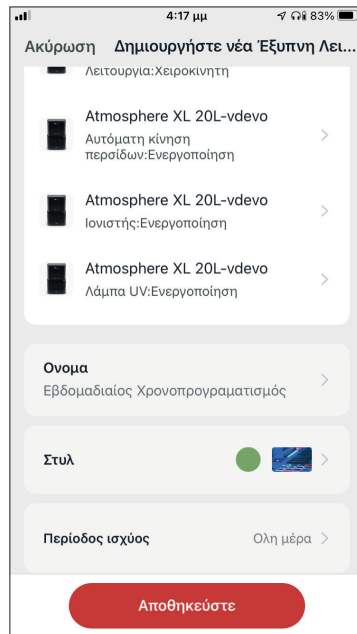 4:17 μμ 83%
Ακύρωση Δημιουργήστε νέα Έξυπνη Λει...
Λειτουργία:Χειροκίνητη
Atmosphere XL 20L-vdevo
Αυτόματη κίνηση
περσίδων:Ενεργοποίηση
Atmosphere XL 20L-vdevo
Ιονιστής:Ενεργοποίηση
Atmosphere XL 20L-vdevo
Λάμπα UV:Ενεργοποίηση
Ονομα
Εβδομαδιαίος Χρονοπρογραματισμός
Στυλ
Περίοδος ισχύος Ολη μέρα
Αποθηκεύστε